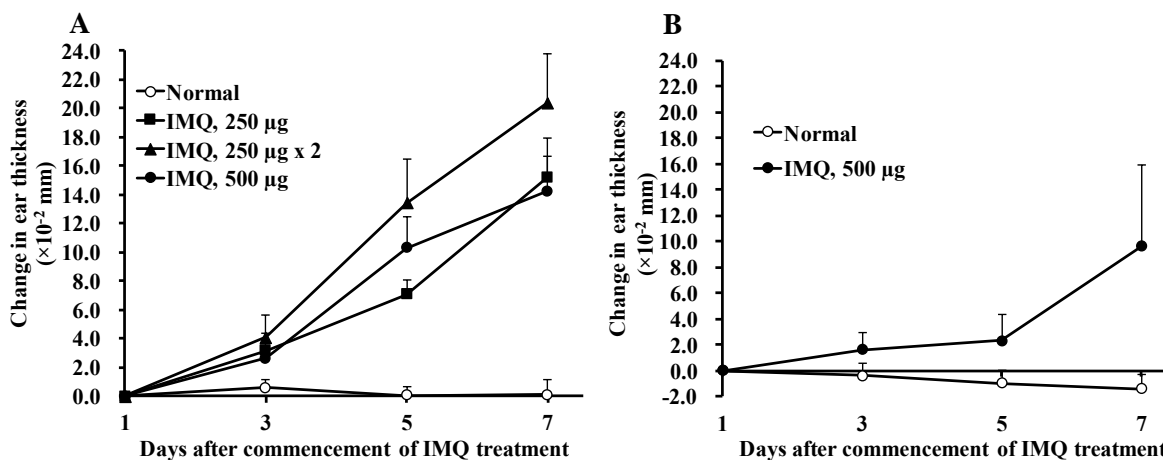 A
24.0
22.0
20.0
18.0
16.0
14.0
12.0
10.0
8.0
6.0
4.0
2.0
0.0
Change in ear thickness
(×10⁻² mm)
Normal
IMQ, 250 µg
IMQ, 250 µg x 2
IMQ, 500 µg
1 3 5 7
Days after commencement of IMQ treatment
B
24.0
22.0
20.0
18.0
16.0
14.0
12.0
10.0
8.0
6.0
4.0
2.0
0.0
-2.0
Change in ear thickness
(×10⁻² mm)
Normal
IMQ, 500 µg
1 3 5 7
Days after commencement of IMQ treatment